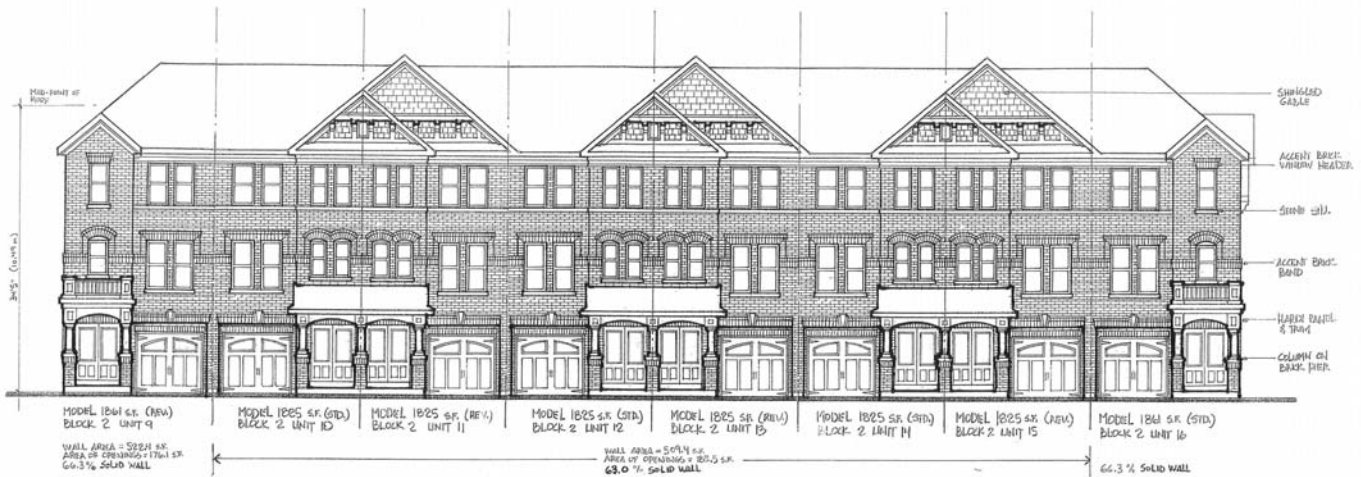 MID-POINT OF
ROOF
SHINGLED
GABLE
ACCENT BRICK
WINDOW HEADER
STONE SILL
ACCENT BRICK
BAND
HARDI PANEL
& TRIM
COLUMN ON
BRICK PIER
MODEL 1861 S.F. (REV.)
BLOCK 2 UNIT 9
MODEL 1825 S.F. (STD.)
BLOCK 2 UNIT 10
MODEL 1825 S.F. (REV.)
BLOCK 2 UNIT 11
MODEL 1825 S.F. (STD.)
BLOCK 2 UNIT 12
MODEL 1825 S.F. (REV.)
BLOCK 2 UNIT 13
MODEL 1825 S.F. (STD.)
BLOCK 2 UNIT 14
MODEL 1825 S.F. (REV.)
BLOCK 2 UNIT 15
MODEL 1861 S.F. (STD.)
BLOCK 2 UNIT 16
WALL AREA =
AREA OF OPENINGS = 176.1 S.F.
66.3 % SOLID WALL
WALL AREA = 509.4 S.F.
AREA OF OPENINGS =
63.0 % SOLID WALL
66.3 % SOLID WALL